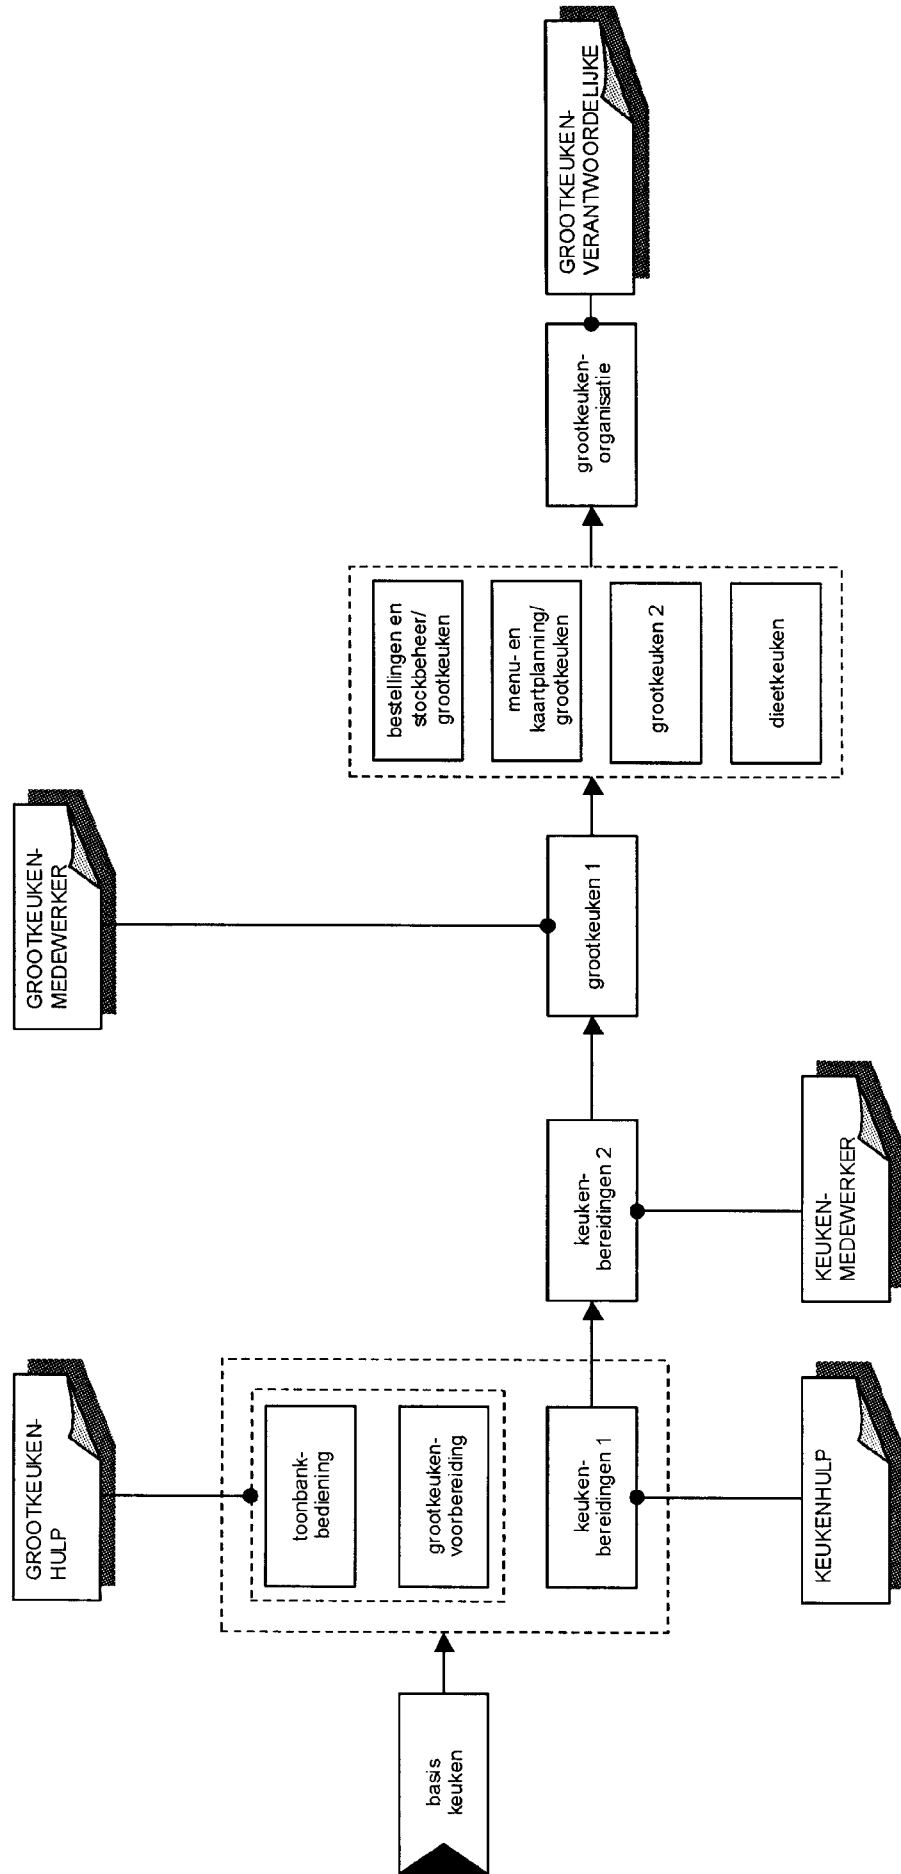 GROOTKEUKEN-
HULP
GROOTKEUKEN-
MEDEWERKER
toonbank-
bediening
grootkeuken-
voorbereiding
bestellingen en
stockbeheer/
grootkeuken
menu- en
kaartplanning/
grootkeuken
basis
keuken
keuken-
bereidingen 1
keuken-
bereidingen 2
grootkeuken 1
grootkeuken 2
dieetkeuken
grootkeuken-
organisatie
GROOTKEUKEN-
VERANTWOORDELIJKE
KEUKENHULP
KEUKEN-
MEDEWERKER